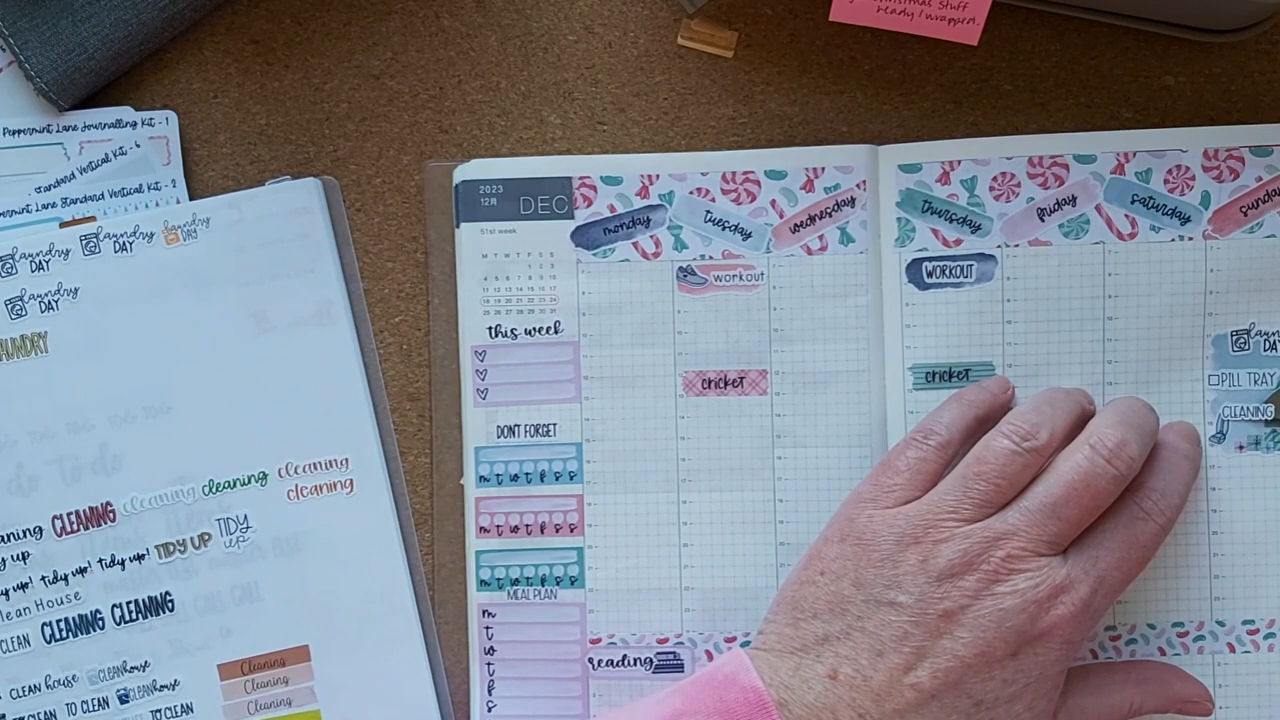 Christmas Stuff
ready / wrapped.
Peppermint Lane Journalling Kit - 1
Standard Vertical Kit - 6
Lane Standard Vertical Kit - 2
laundry DAY
laundry DAY
laundry DAY
laundry DAY
cleaning
CLEANING
cleaning
cleaning
cleaning
cleaning
tidy up!
tidy up!
TIDY UP
TIDY up
Clean House
CLEAN
CLEANING
CLEANING
CLEAN house
CLEAN house
TO CLEAN
CLEAN house
TO CLEAN
Cleaning
Cleaning
Cleaning
2023
12月
DEC
51st week
M T W T F S S
1 2 3
4 5 6 7 8 9 10
11 12 13 14 15 16 17
18 19 20 21 22 23 24
25 26 27 28 29 30 31
this week
DON'T FORGET
m t w t f s s
m t w t f s s
m t w t f s s
MEAL PLAN
m
t
w
t
f
s
s
monday
tuesday
wednesday
workout
cricket
reading
thursday
friday
saturday
sunday
WORKOUT
cricket
laundry DAY
PILL TRAY
CLEANING